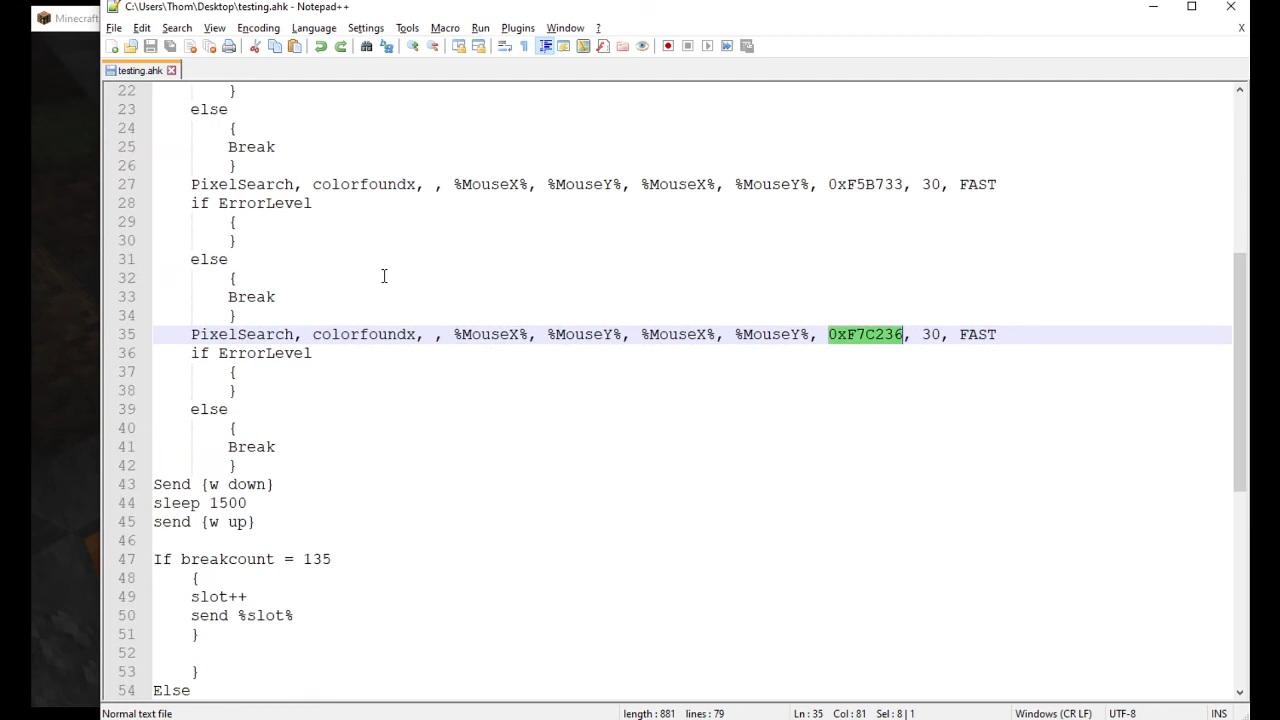 Minecraft
C:\Users\Thom\Desktop\testing.ahk - Notepad++
File Edit Search View Encoding Language Settings Tools Macro Run Plugins Window ? X
testing.ahk
22 }
23 else
24 {
25 Break
26 }
27 PixelSearch, colorfoundx, , %MouseX%, %MouseY%, %MouseX%, %MouseY%, 0xF5B733, 30, FAST
28 if ErrorLevel
29 {
30 }
31 else
32 {
33 Break
34 }
35 PixelSearch, colorfoundx, , %MouseX%, %MouseY%, %MouseX%, %MouseY%, 0xF7C236, 30, FAST
36 if ErrorLevel
37 {
38 }
39 else
40 {
41 Break
42 }
43 Send {w down}
44 sleep 1500
45 send {w up}
46
47 If breakcount = 135
48 {
49 slot++
50 send %slot%
51 }
52
53 }
54 Else
Normal text file length : 881 lines : 79 Ln : 35 Col : 81 Sel : 8 | 1 Windows (CR LF) UTF-8 INS